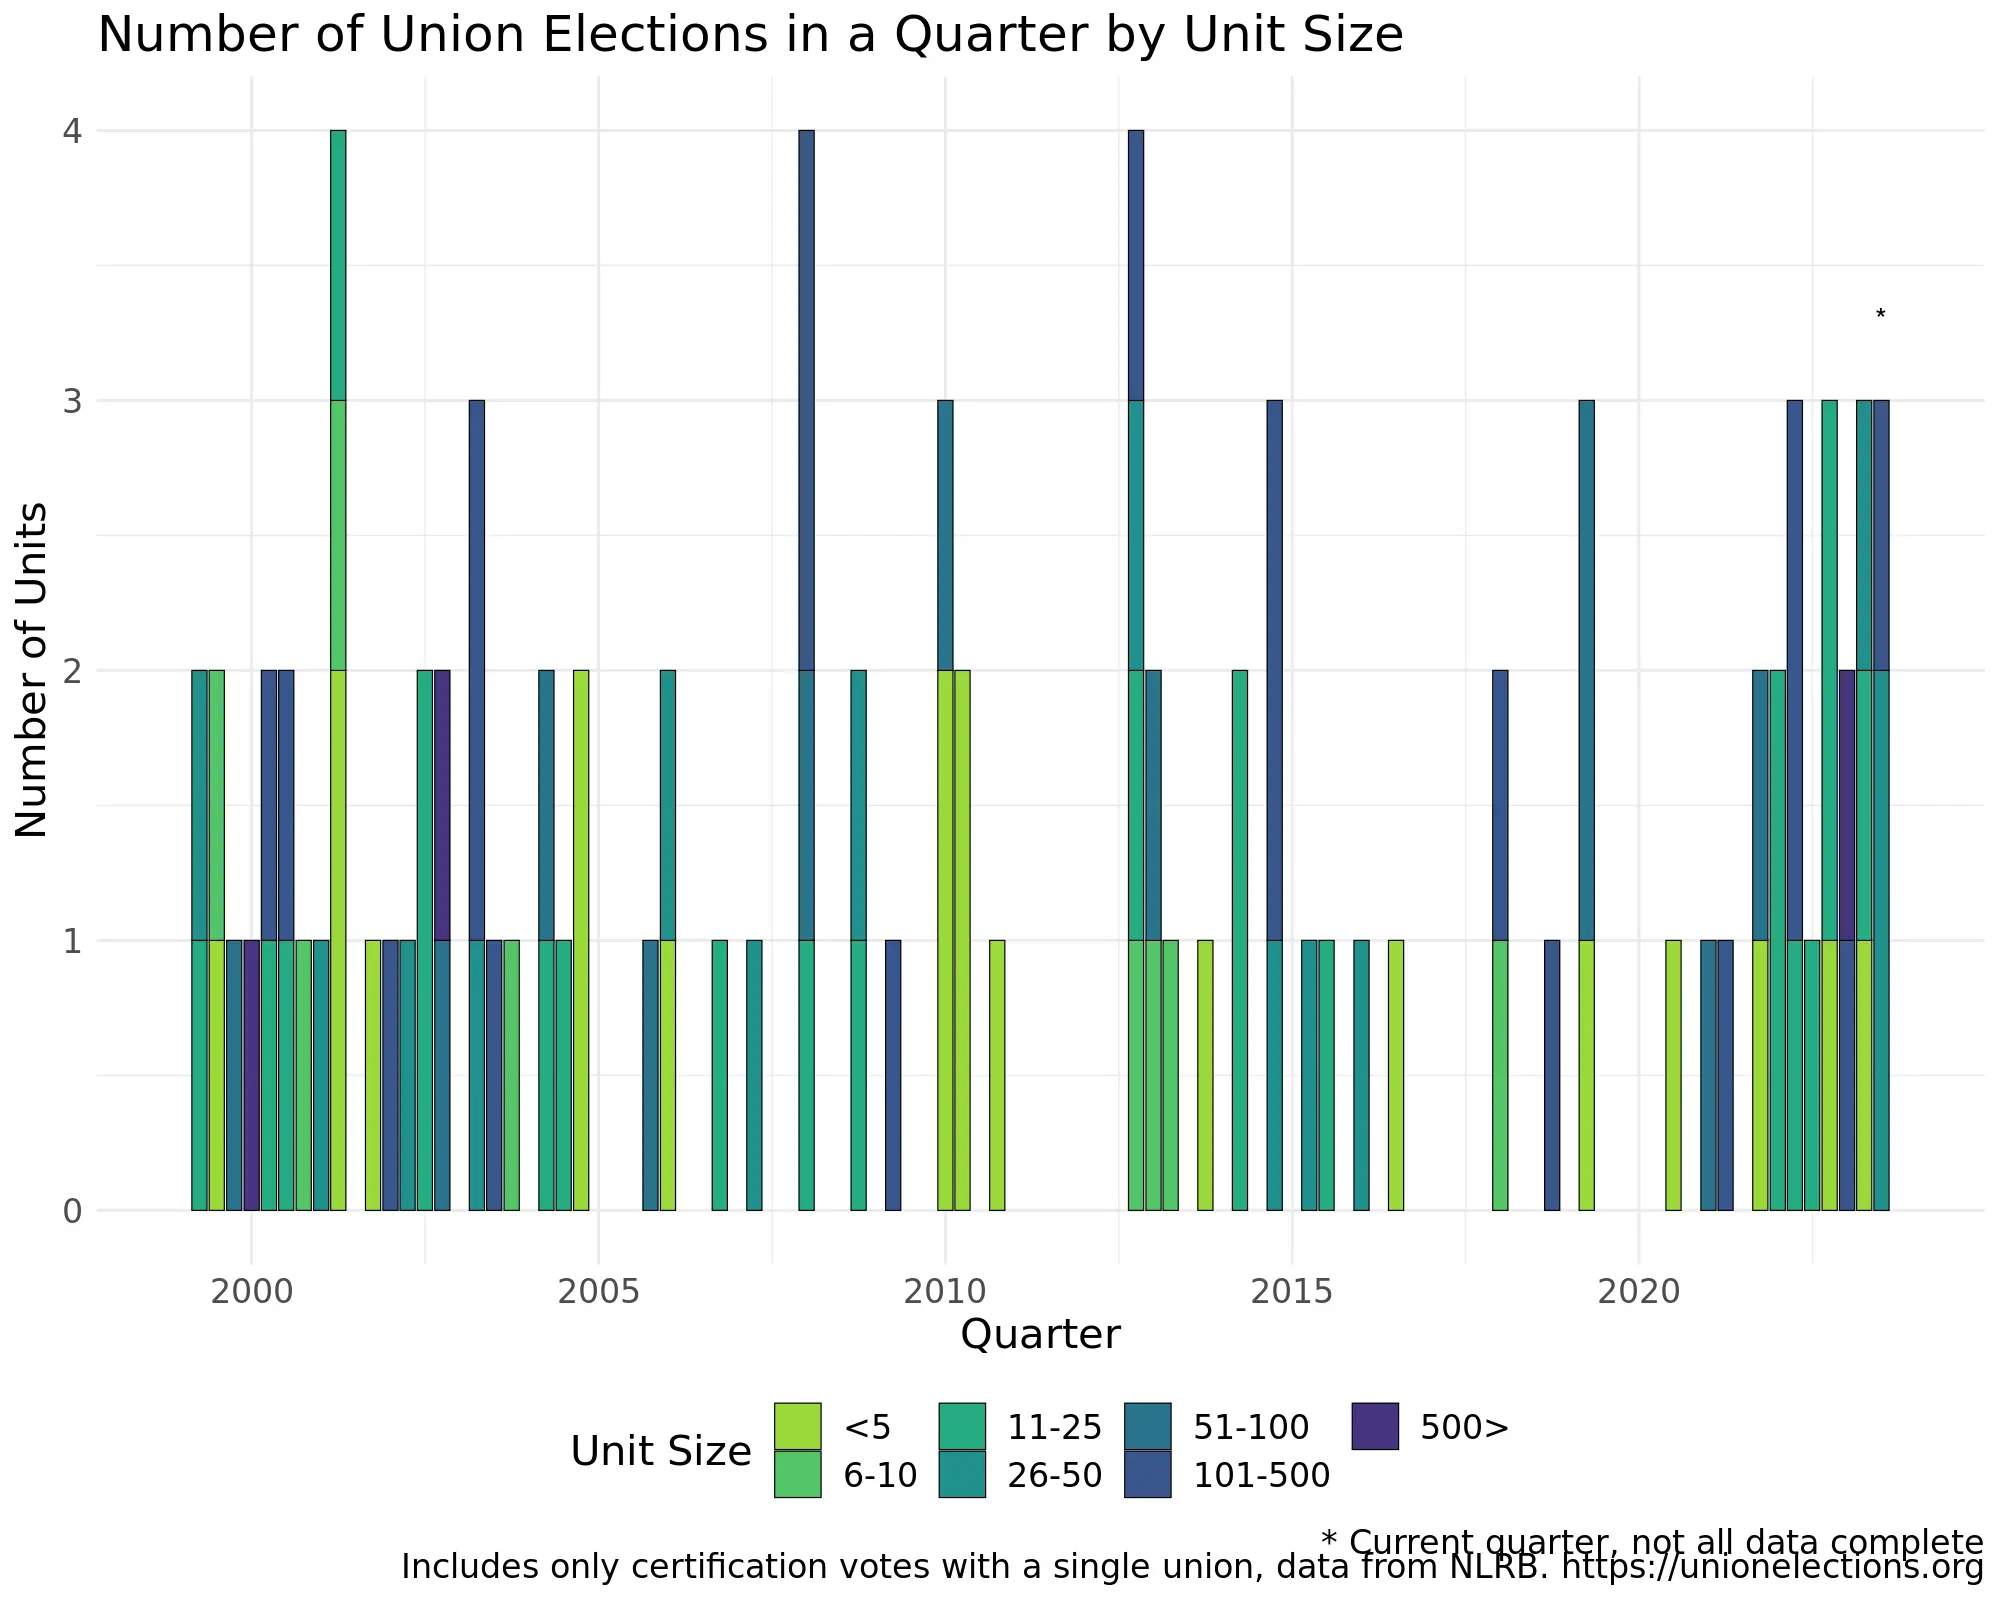 Number of Union Elections in a Quarter by Unit Size
Number of Units
4
3
2
1
0
*
2000 2005 2010 2015 2020
Quarter
Unit Size
<5 11-25 51-100 500>
6-10 26-50 101-500
* Current quarter, not all data complete
Includes only certification votes with a single union, data from NLRB. https://unionelections.org